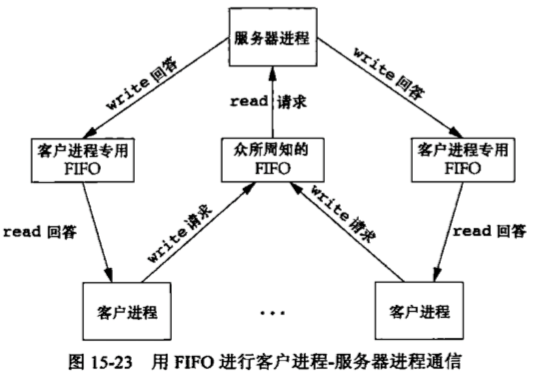 服务器进程
write 回答
write 回答
read 请求
客户进程专用
FIFO
众所周知的
FIFO
客户进程专用
FIFO
read 回答
write 请求
write 请求
read 回答
客户进程
...
客户进程
图 15-23 用 FIFO 进行客户进程-服务器进程通信